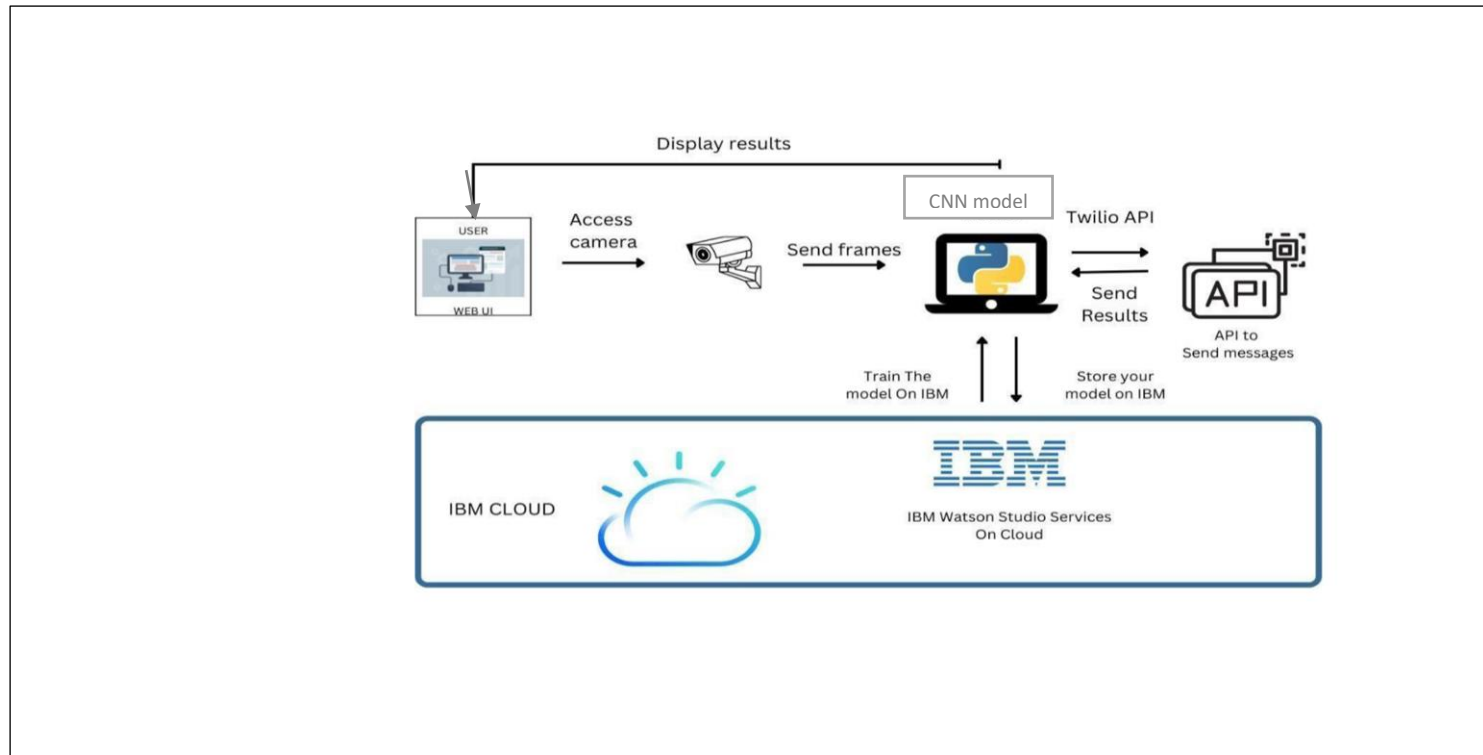 Display results
CNN model
USER
WEB UI
Access
camera
Send frames
Twilio API
Send
Results
API
API to
Send messages
Train The
model On IBM
Store your
model on IBM
IBM CLOUD
IBM
IBM Watson Studio Services
On Cloud